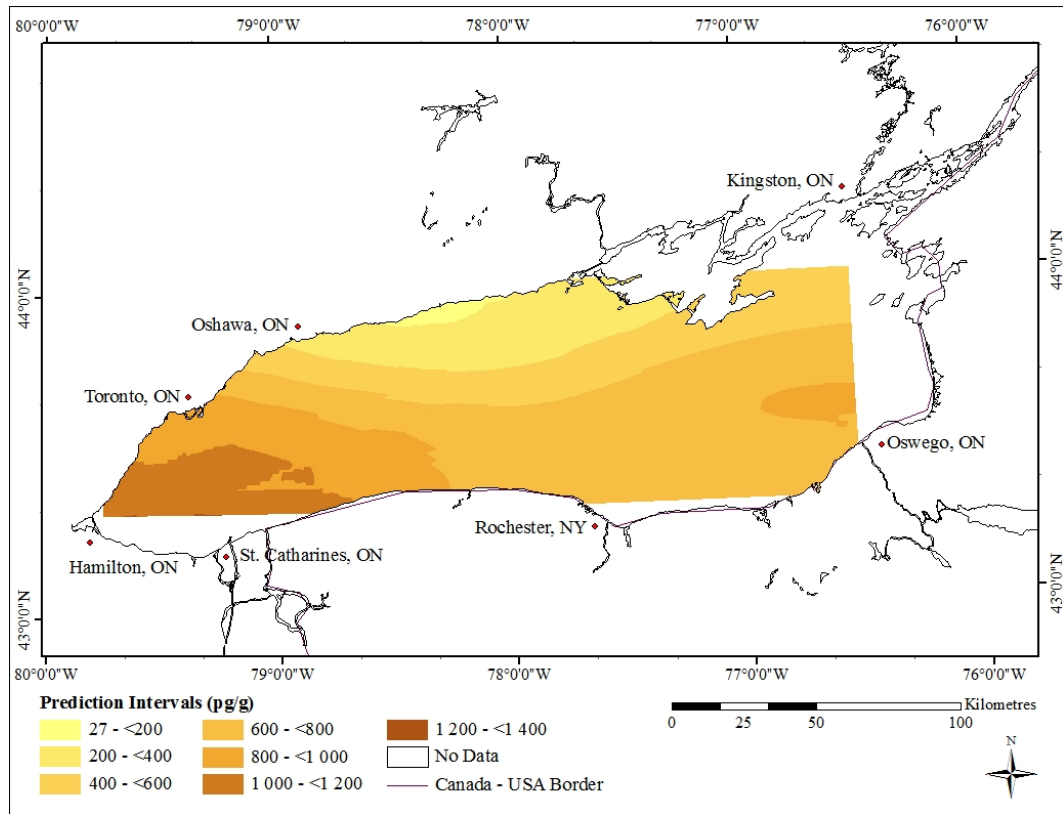 80°0'0"W 79°0'0"W 78°0'0"W 77°0'0"W 76°0'0"W
Kingston, ON
44°0'0"N
44°0'0"N
Oshawa, ON
Toronto, ON
Oswego, ON
Rochester, NY
St. Catharines, ON
Hamilton, ON
43°0'0"N
43°0'0"N
80°0'0"W 79°0'0"W 78°0'0"W 77°0'0"W 76°0'0"W
Prediction Intervals (pg/g)
27 - <200
200 - <400
400 - <600
600 - <800
800 - <1 000
1 000 - <1 200
1 200 - <1 400
No Data
Canada - USA Border
Kilometres
0 25 50 100
N